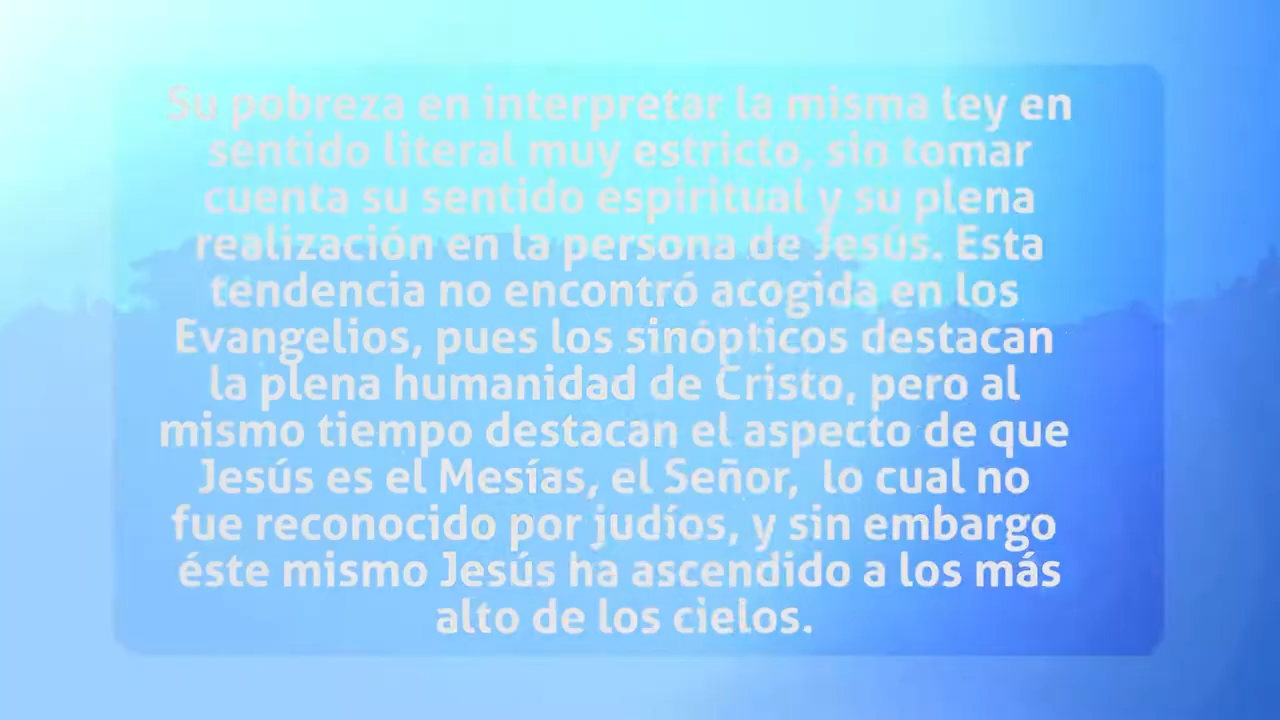 Su pobreza en interpretar la misma ley en
sentido literal muy estricto, sin tomar
cuenta su sentido espiritual y su plena
realización en la persona de Jesús. Esta
tendencia no encontró acogida en los
Evangelios, pues los sinópticos destacan
la plena humanidad de Cristo, pero al
mismo tiempo destacan el aspecto de que
Jesús es el Mesías, el Señor, lo cual no
fue reconocido por judíos, y sin embargo
éste mismo Jesús ha ascendido a los más
alto de los cielos.